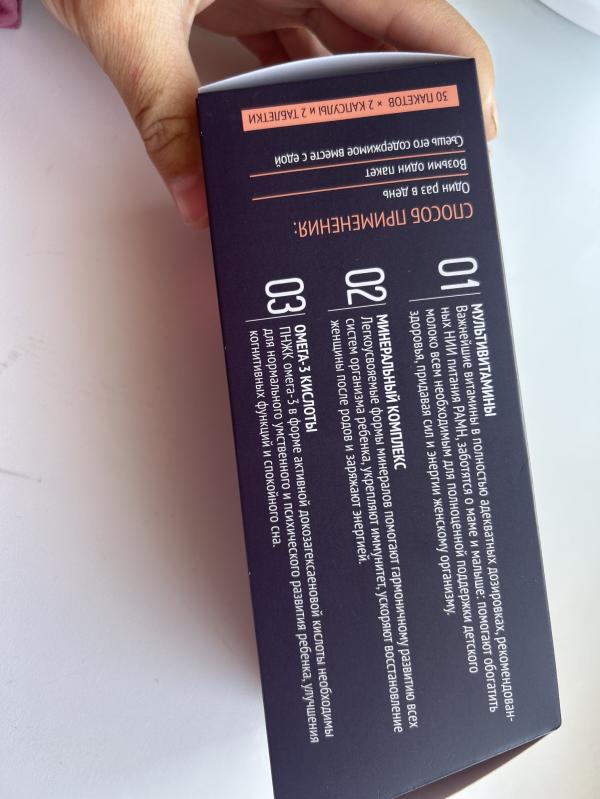 30 ПАКЕТОВ × 2 КАПСУЛЫ и 2 ТАБЛЕТКИ
СПОСОБ ПРИМЕНЕНИЯ:
Один раз в день
Возьми один пакет
Съешь его содержимое вместе с едой
01
МУЛЬТИВИТАМИНЫ
Важнейшие витамины в полностью адекватных дозировках, рекомендован-
ных НИИ питания РАМН, заботятся о маме и малыше: помогают обогатить
молоко всем необходимым для полноценной поддержки детского
здоровья, придавая сил и энергии женскому организму.
02
МИНЕРАЛЬНЫЙ КОМПЛЕКС
Легкоусвояемые формы минералов помогают гармоничному развитию всех
систем организма ребенка, укрепляют иммунитет, ускоряют восстановление
женщины после родов и заряжают энергией.
03
ОМЕГА-3 КИСЛОТЫ
ПНЖК омега-3 в форме активной докозагексаеновой кислоты необходимы
для нормального умственного и психического развития ребенка, улучшения
когнитивных функций и спокойного сна.